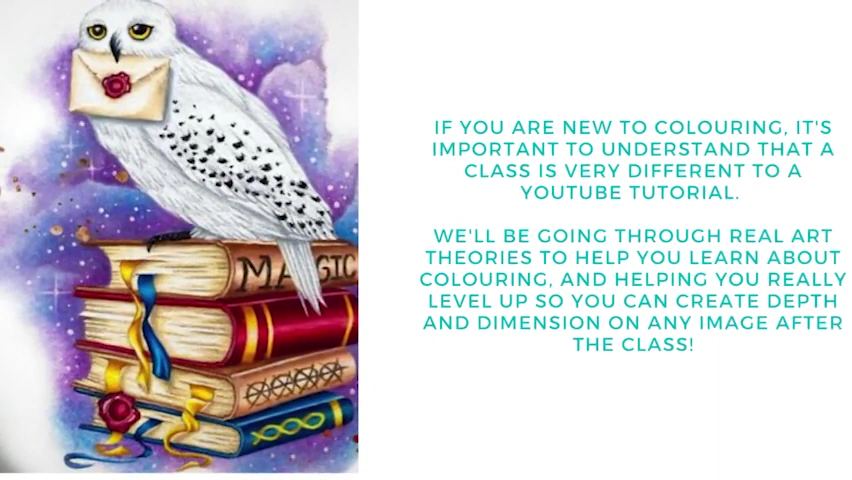 MAGIC
IF YOU ARE NEW TO COLOURING, IT'S
IMPORTANT TO UNDERSTAND THAT A
CLASS IS VERY DIFFERENT TO A
YOUTUBE TUTORIAL.
WE'LL BE GOING THROUGH REAL ART
THEORIES TO HELP YOU LEARN ABOUT
COLOURING, AND HELPING YOU REALLY
LEVEL UP SO YOU CAN CREATE DEPTH
AND DIMENSION ON ANY IMAGE AFTER
THE CLASS!